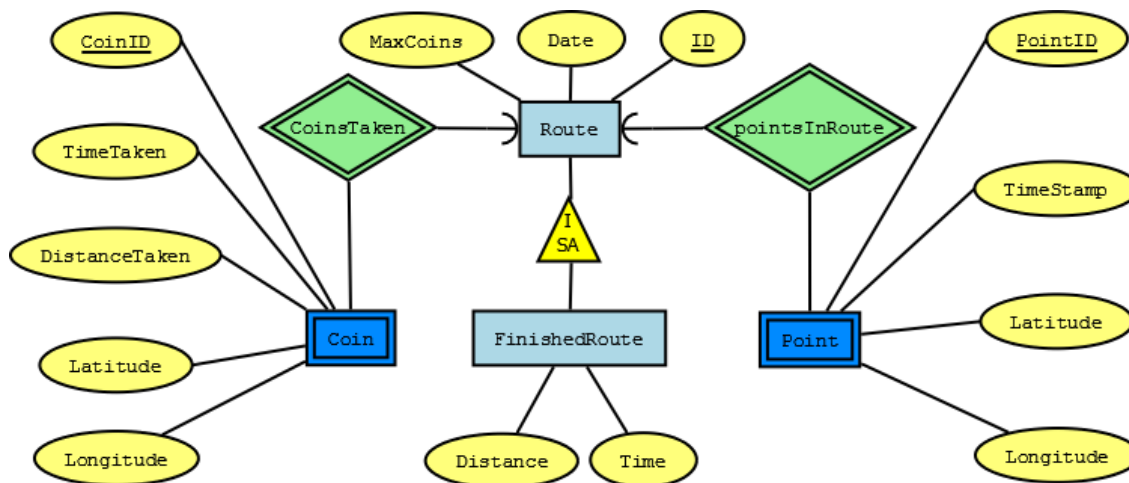 CoinID
MaxCoins
Date
ID
PointID
CoinsTaken
Route
pointsInRoute
TimeTaken
TimeStamp
I
SA
DistanceTaken
Coin
FinishedRoute
Point
Latitude
Latitude
Longitude
Distance
Time
Longitude